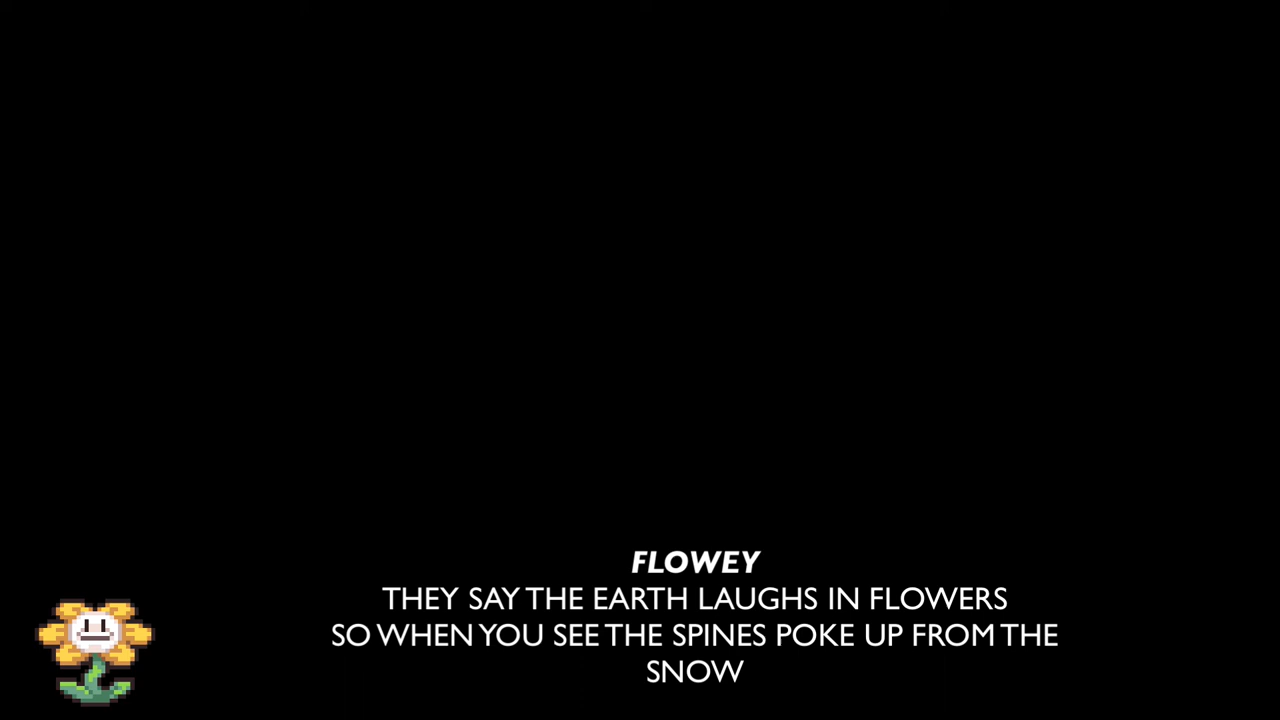 FLOWEY
THEY SAY THE EARTH LAUGHS IN FLOWERS
SO WHEN YOU SEE THE SPINES POKE UP FROM THE
SNOW